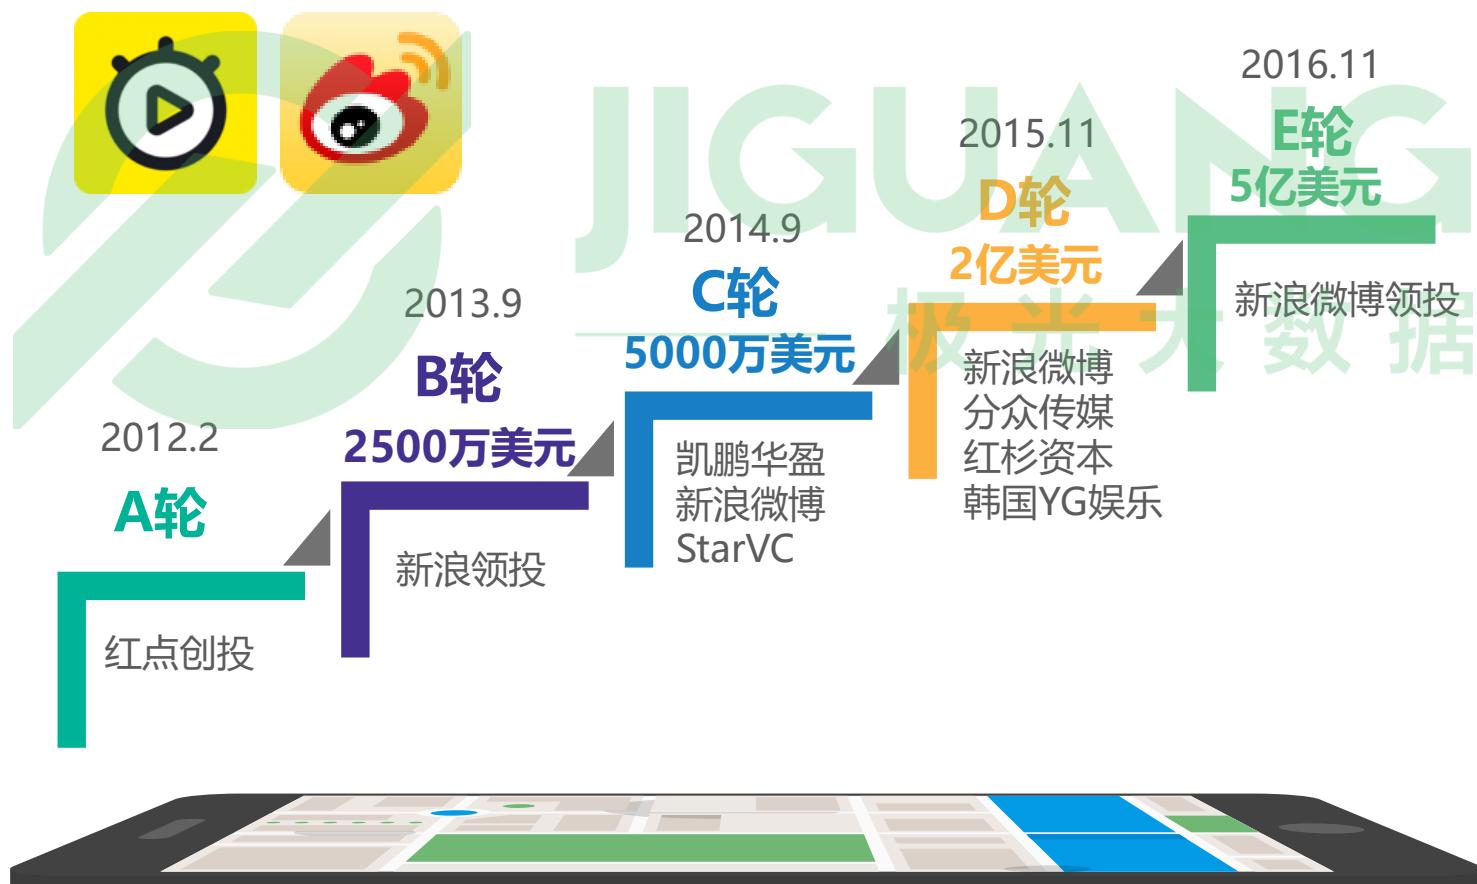 2012.2
A轮
红点创投
2013.9
B轮
2500万美元
新浪领投
2014.9
C轮
5000万美元
凯鹏华盈
新浪微博
StarVC
2015.11
D轮
2亿美元
新浪微博
分众传媒
红杉资本
韩国YG娱乐
2016.11
E轮
5亿美元
新浪微博领投
JIGUANG
极光大数据